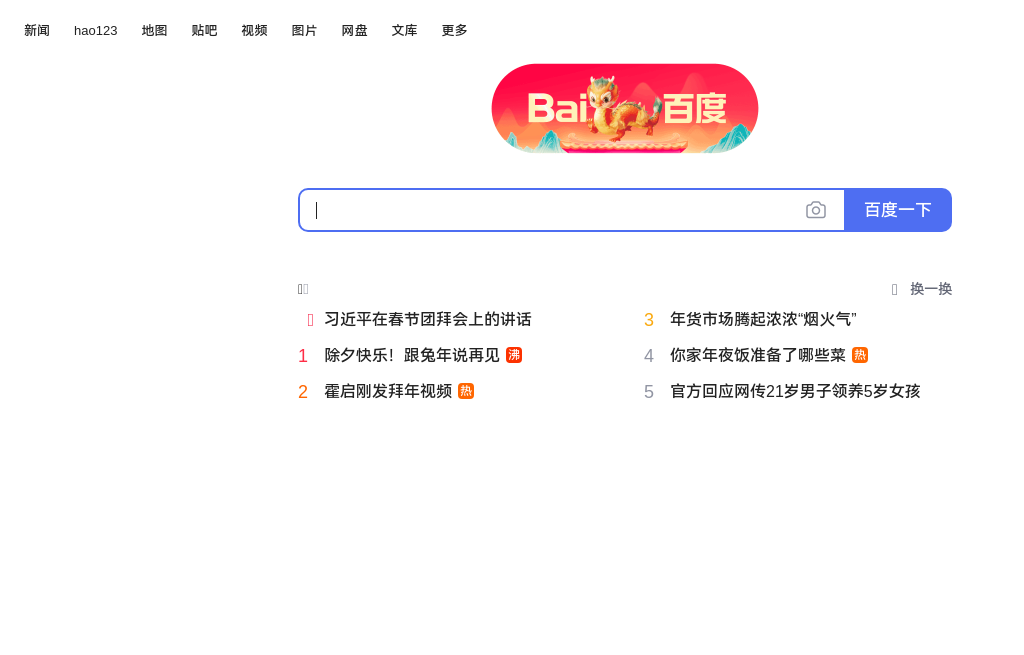 新闻 hao123 地图 贴吧 视频 图片 网盘 文库 更多
Bai 百度
百度一下
换一换
习近平在春节团拜会上的讲话
1 除夕快乐！跟兔年说再见 沸
2 霍启刚发拜年视频 热
3 年货市场腾起浓浓“烟火气”
4 你家年夜饭准备了哪些菜 热
5 官方回应网传21岁男子领养5岁女孩